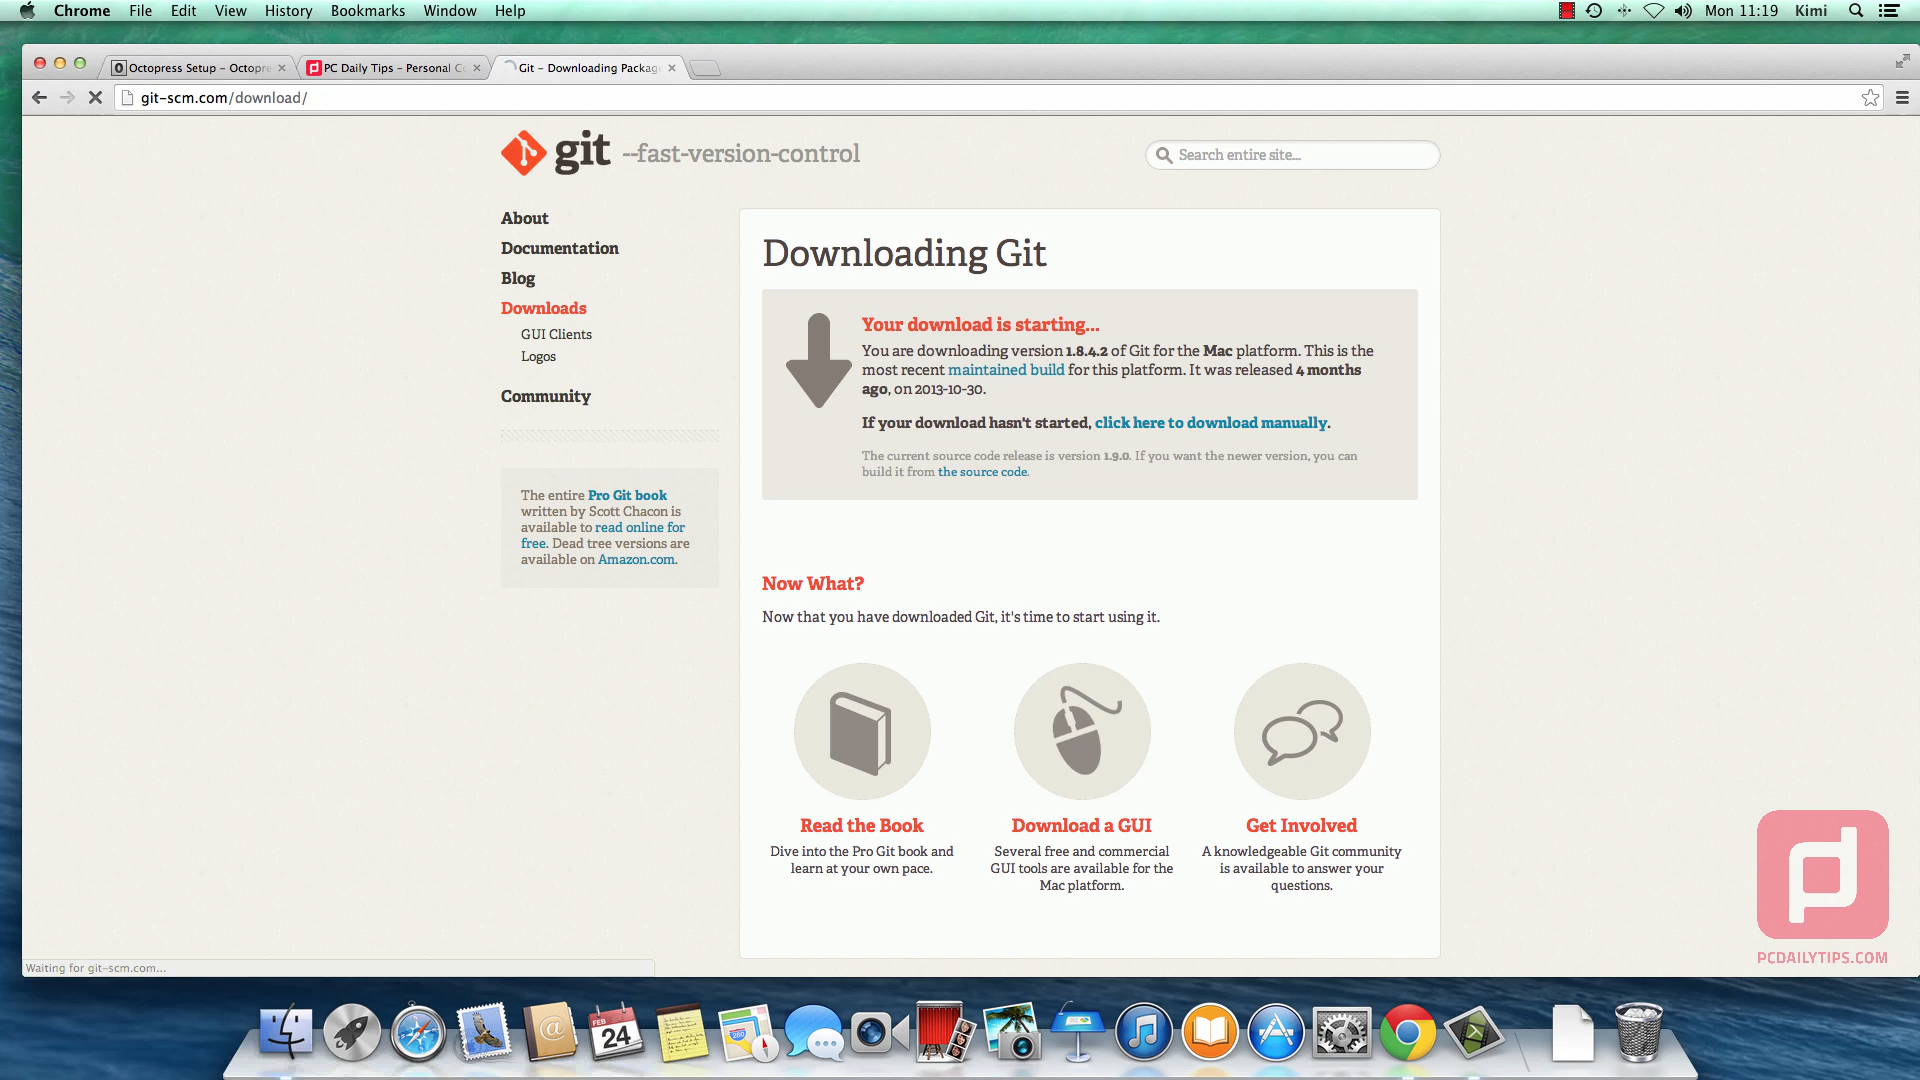 Chrome File Edit View History Bookmarks Window Help Mon 11:19 Kimi
Octopress Setup - Octopre PC Daily Tips - Personal C Git - Downloading Packag
git-scm.com/download/
git --fast-version-control
Search entire site...
About
Documentation
Blog
Downloads
GUI Clients
Logos
Community
The entire Pro Git book
written by Scott Chacon is
available to read online for
free. Dead tree versions are
available on Amazon.com.
Downloading Git
Your download is starting...
You are downloading version 1.8.4.2 of Git for the Mac platform. This is the
most recent maintained build for this platform. It was released 4 months
ago, on 2013-10-30.
If your download hasn't started, click here to download manually.
The current source code release is version 1.9.0. If you want the newer version, you can
build it from the source code.
Now What?
Now that you have downloaded Git, it's time to start using it.
Read the Book
Dive into the Pro Git book and
learn at your own pace.
Download a GUI
Several free and commercial
GUI tools are available for the
Mac platform.
Get Involved
A knowledgeable Git community
is available to answer your
questions.
PCDAILYTIPS.COM
Waiting for git-scm.com...
FEB
24